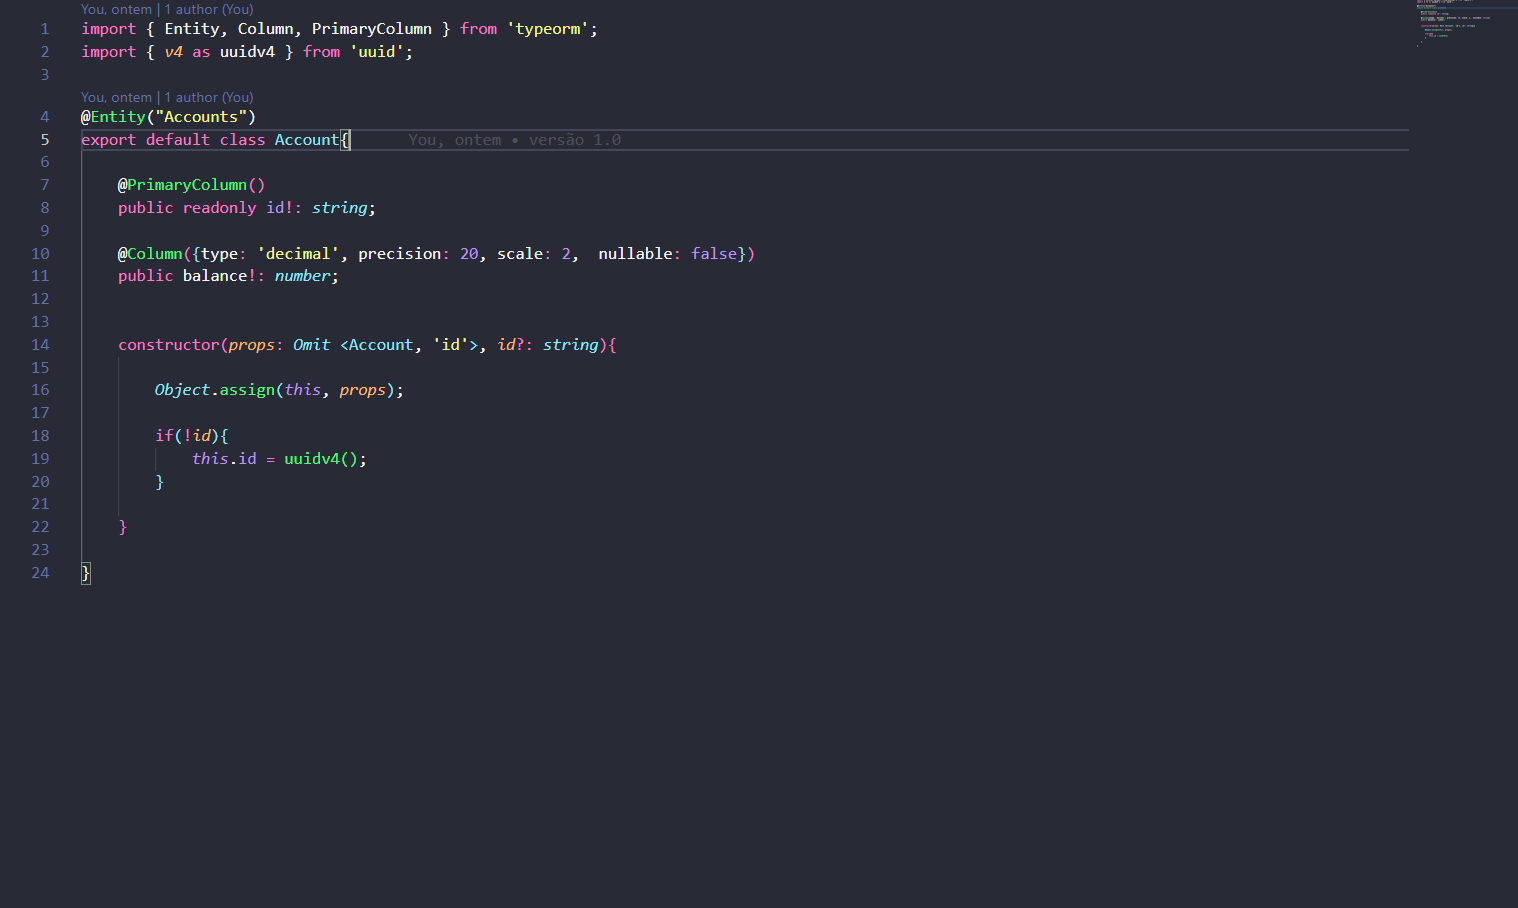 You, ontem | 1 author (You)
1 import { Entity, Column, PrimaryColumn } from 'typeorm';
2 import { v4 as uuidv4 } from 'uuid';
3
You, ontem | 1 author (You)
4 @Entity("Accounts")
5 export default class Account{ You, ontem • versão 1.0
6
7 @PrimaryColumn()
8 public readonly id!: string;
9
10 @Column({type: 'decimal', precision: 20, scale: 2,  nullable: false})
11 public balance!: number;
12
13
14 constructor(props: Omit <Account, 'id'>, id?: string){
15
16 Object.assign(this, props);
17
18 if(!id){
19 this.id = uuidv4();
20 }
21
22 }
23
24 }